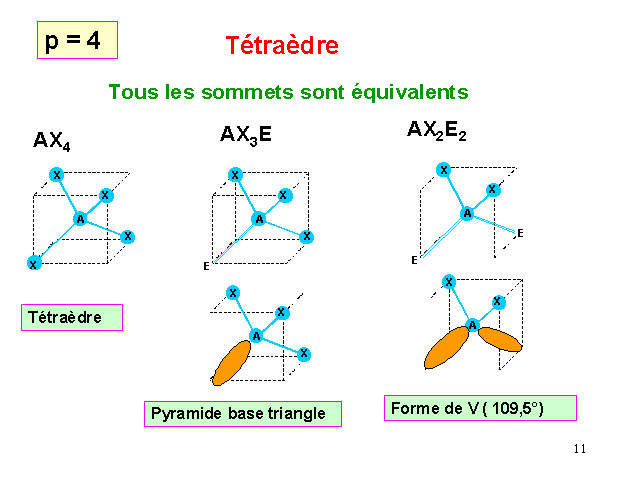 p = 4
Tétraèdre
Tous les sommets sont équivalents
AX4
AX3E
AX2E2
X
X
A
X
X
X
X
A
X
E
X
X
A
E
E
Tétraèdre
X
X
A
X
Pyramide base triangle
X
X
A
Forme de V ( 109,5°)
11